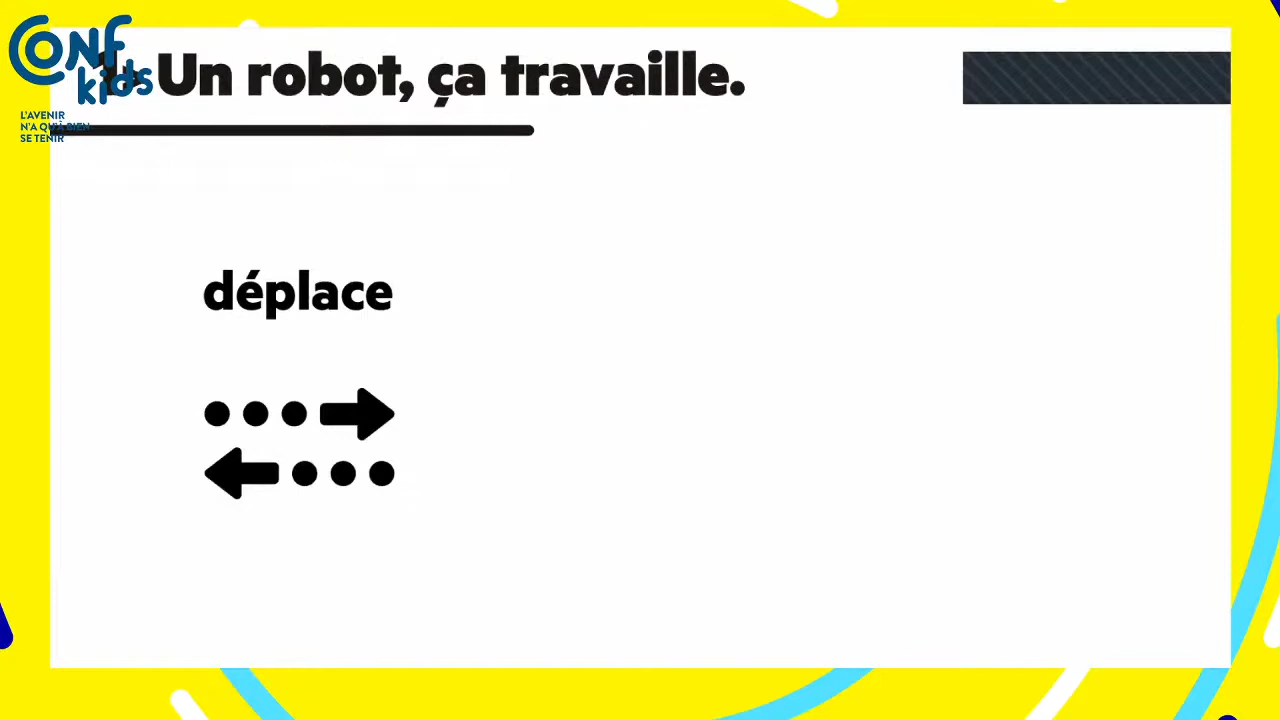 CONF
kids
L'AVENIR
N'A QU'À BIEN
SE TENIR
Un robot, ça travaille.
déplace